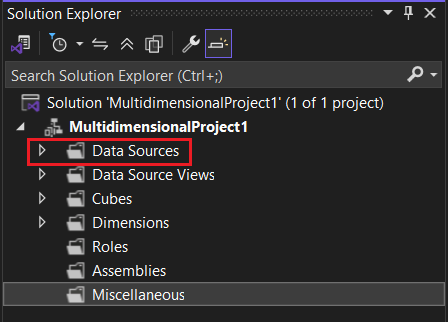 Solution Explorer
Search Solution Explorer (Ctrl+;)
Solution 'MultidimensionalProject1' (1 of 1 project)
MultidimensionalProject1
Data Sources
Data Source Views
Cubes
Dimensions
Roles
Assemblies
Miscellaneous